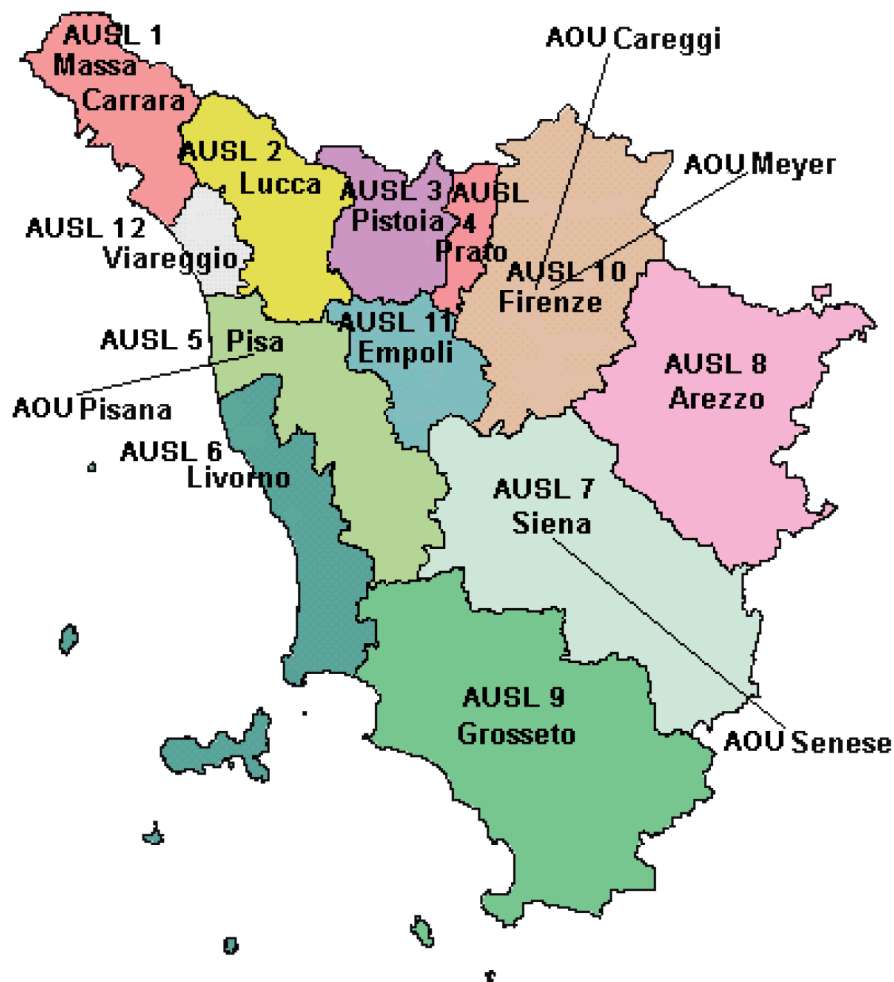 AUSL 1
Massa
Carrara
AOU Careggi
AUSL 2
Lucca
AUSL 3
Pistoia
AUSL
4
Prato
AOU Meyer
AUSL 12
Viareggio
AUSL 10
Firenze
AUSL 5 Pisa
AUSL 11
Empoli
AUSL 8
Arezzo
AOU Pisana
AUSL 6
Livorno
AUSL 7
Siena
AUSL 9
Grosseto
AOU Senese